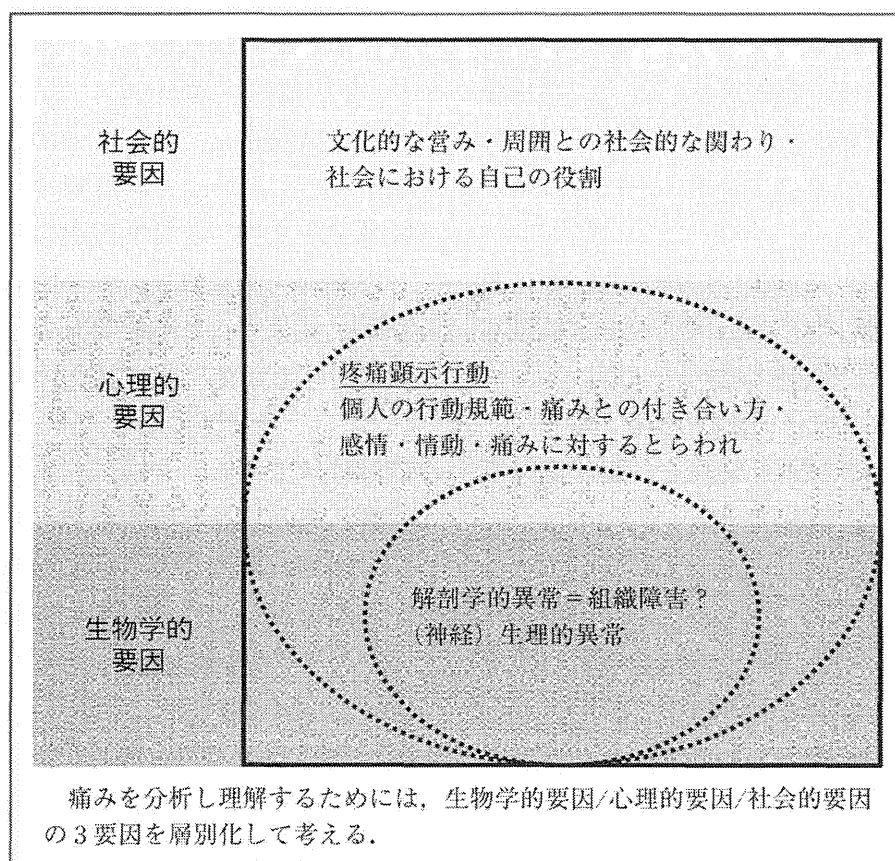 社会的
要因
文化的な営み・周囲との社会的な関わり・
社会における自己の役割
心理的
要因
疼痛顕示行動
個人の行動規範・痛みとの付き合い方・
感情・情動・痛みに対するとらわれ
生物学的
要因
解剖学的異常＝組織障害？
（神経）生理的異常
痛みを分析し理解するためには，生物学的要因/心理的要因/社会的要因
の3要因を層別化して考える．